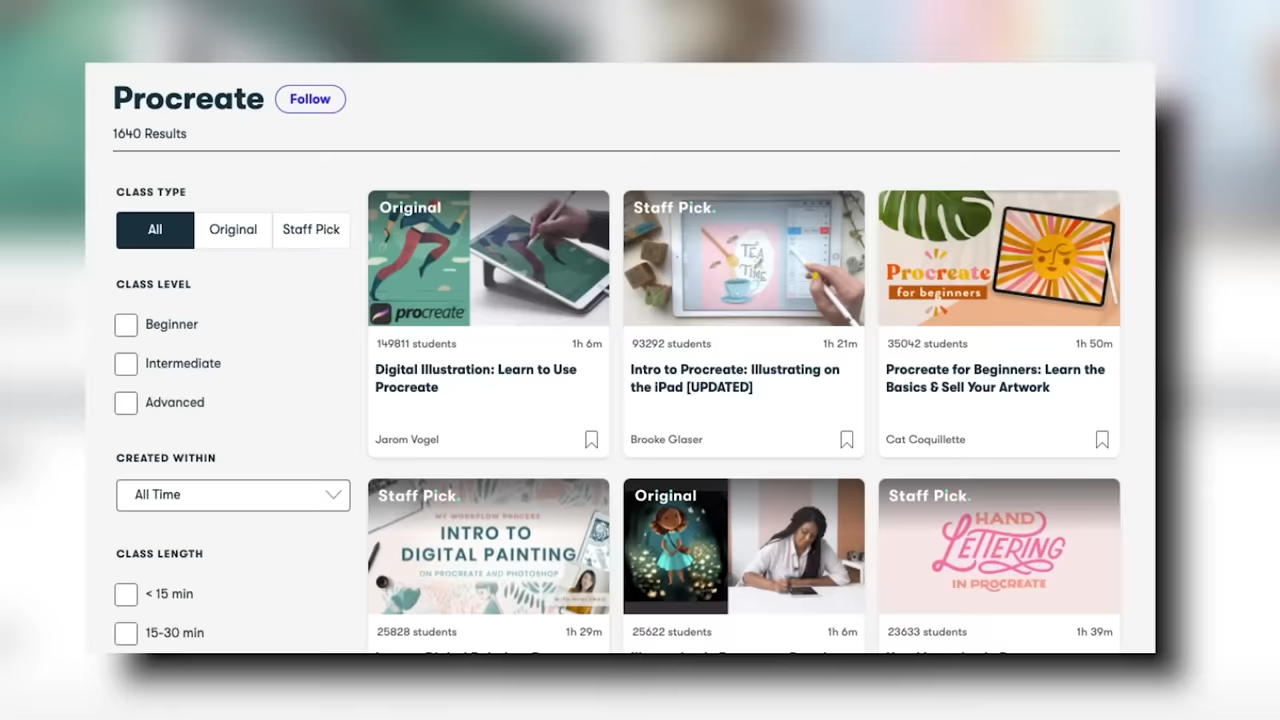 Procreate
Follow
1640 Results
CLASS TYPE
All
Original
Staff Pick
CLASS LEVEL
Beginner
Intermediate
Advanced
CREATED WITHIN
All Time
CLASS LENGTH
< 15 min
15-30 min
Original
procreate
149811 students
1h 6m
Digital Illustration: Learn to Use
Procreate
Jarom Vogel
Staff Pick.
TEA
TIME
93292 students
1h 21m
Intro to Procreate: Illustrating on
the iPad [UPDATED]
Brooke Glaser
Procreate
for beginners
35042 students
1h 50m
Procreate for Beginners: Learn the
Basics & Sell Your Artwork
Cat Coquillette
Staff Pick.
MY WORKFLOW PROCESS
INTRO TO
DIGITAL PAINTING
ON PROCREATE AND PHOTOSHOP
25828 students
1h 29m
Original
25622 students
1h 6m
Staff Pick.
HAND
LETTERING
IN PROCREATE
23633 students
1h 39m